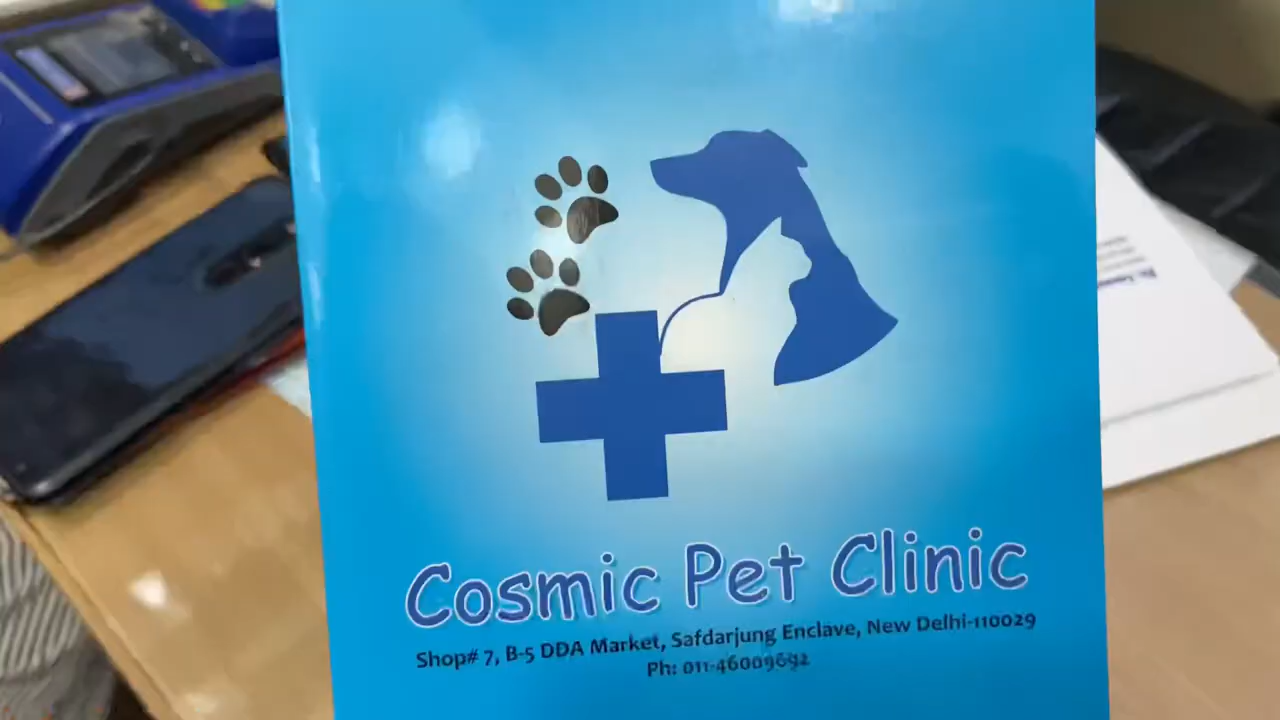 Cosmic Pet Clinic
Shop# 7, B-5 DDA Market, Safdarjung Enclave, New Delhi-110029
Ph: 011-46009692